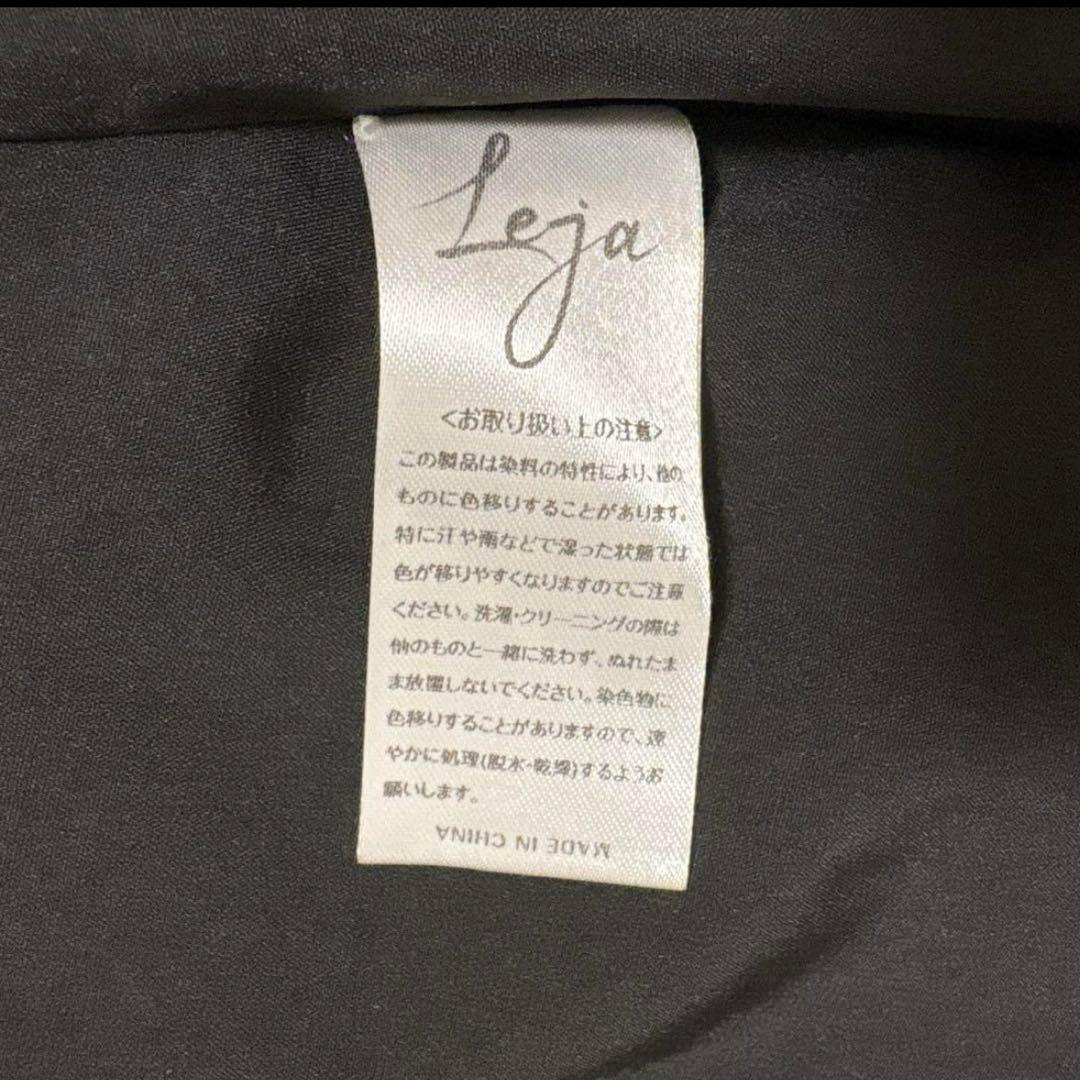 Leja
<お取り扱い上の注意>
この製品は染料の特性により、他の
ものに色移りすることがあります。
特に汗や雨などで湿った状態では
色が移りやすくなりますのでご注意
ください。洗濯・クリーニングの際は
他のものと一緒に洗わず、ぬれたま
ま放置しないでください。染色物に
色移りすることがありますので、速
やかに処理(脱水・乾燥)するようお
願いします。
MADE IN CHINA